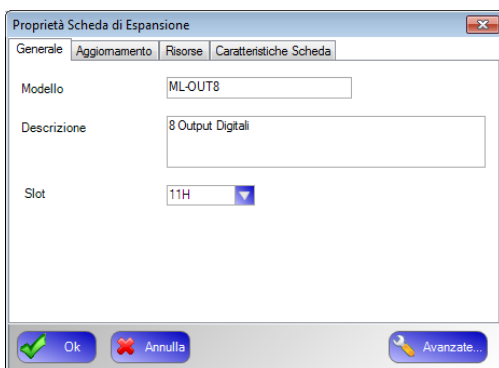 Proprietà Scheda di Espansione
Generale Aggiornamento Risorse Caratteristiche Scheda
Modello ML-OUT8
Descrizione 8 Output Digitali
Slot 11H
Ok Annulla Avanzate...